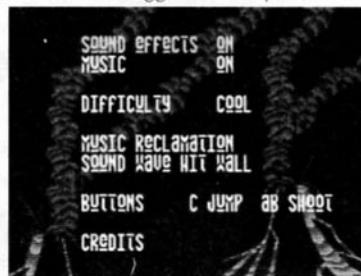 SOUND EFFECTS ON
MUSIC ON
DIFFICULTY COOL
MUSIC RECLAMATION
SOUND WAVE HIT WALL
BUTTONS C JUMP AB SHOOT
CREDITS